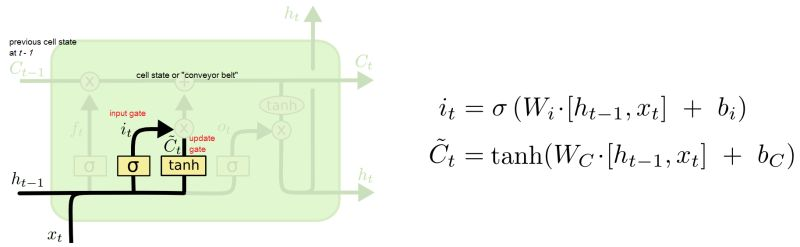 h_t
previous cell state
at t - 1
C_{t-1}
cell state or "conveyor belt"
C_t
x
+
tanh
input gate
i_t
f_t
x
o_t
x
update
gate
C̃_t
σ
σ
tanh
σ
h_{t-1}
h_t
x_t
i_t = σ (W_i·[h_{t-1}, x_t] + b_i)
C̃_t = tanh(W_C·[h_{t-1}, x_t] + b_C)